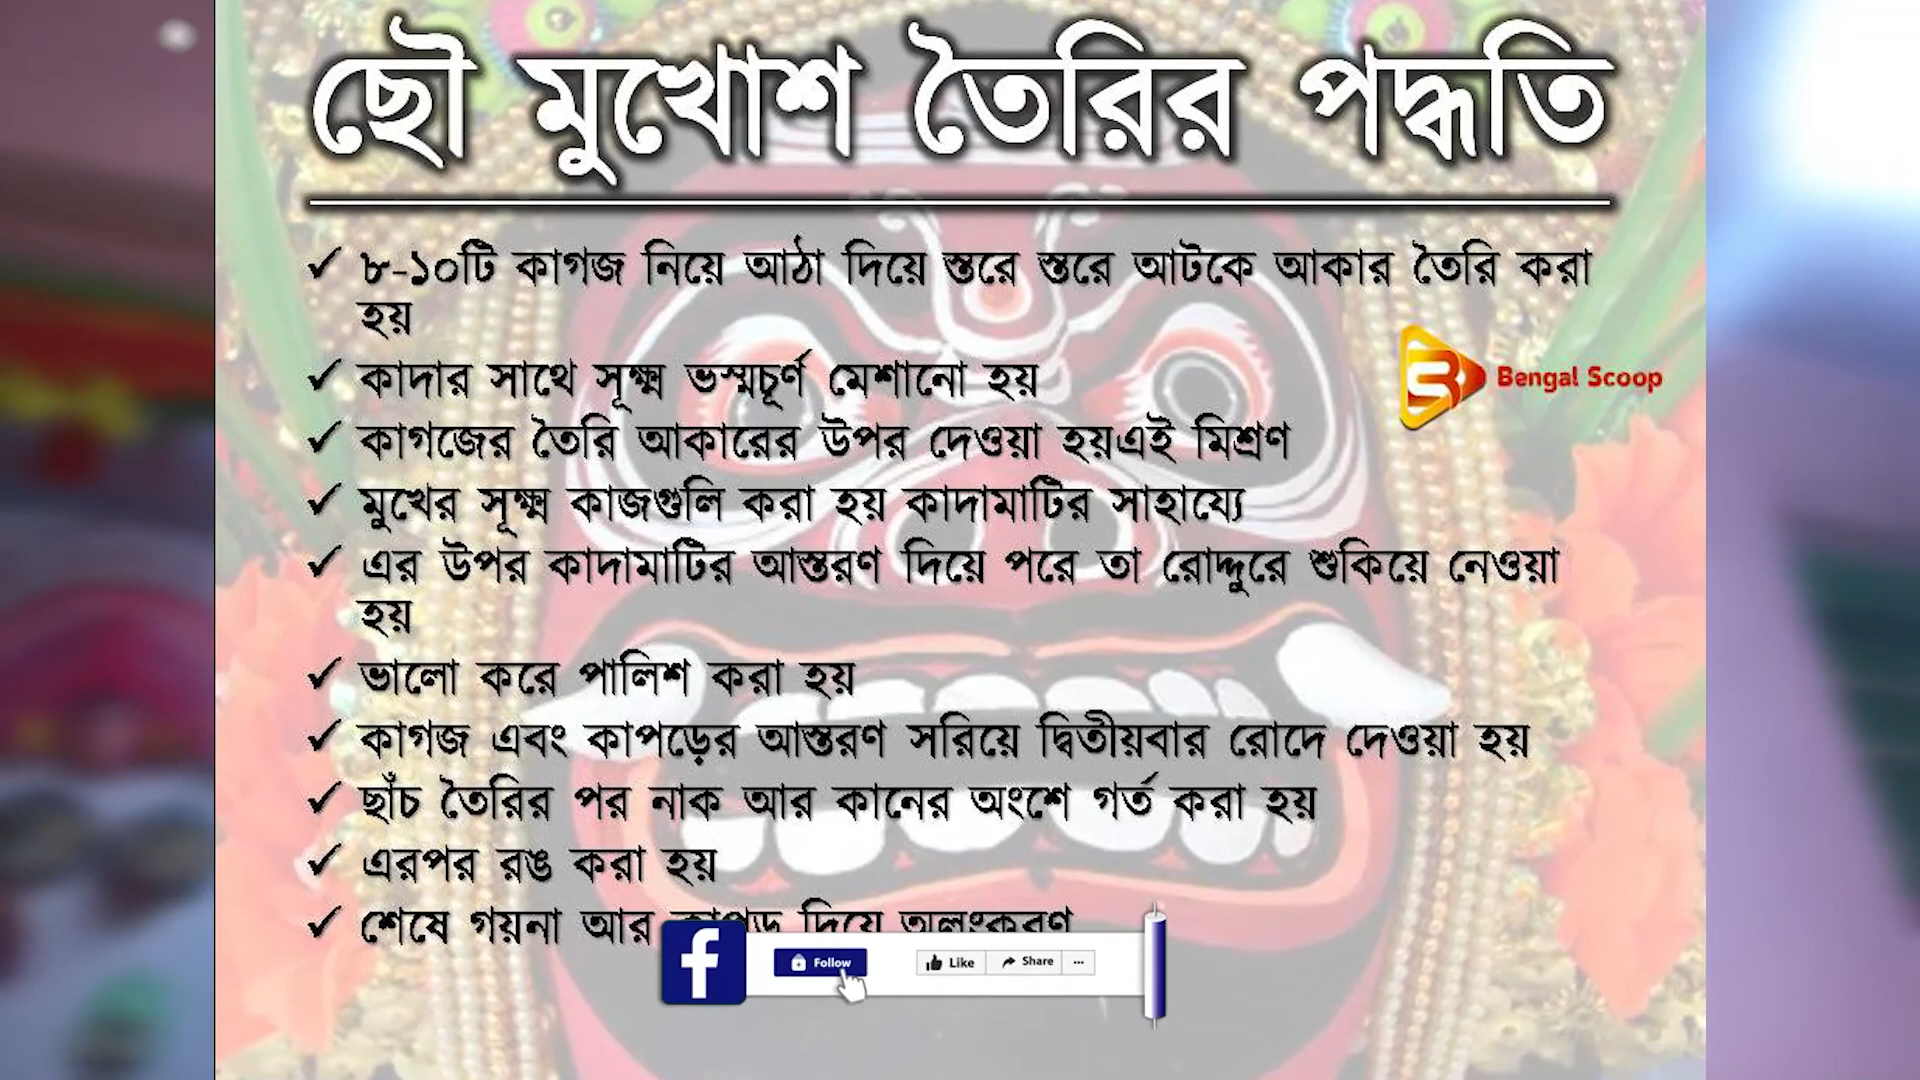 ছৌ মুখোশ তৈরির পদ্ধতি
✓ ৮-১০টি কাগজ নিয়ে আঠা দিয়ে স্তরে স্তরে আটকে আকার তৈরি করা
হয়
Bengal Scoop
✓ কাদার সাথে সূক্ষ্ম ভস্মচূর্ণ মেশানো হয়
✓ কাগজের তৈরি আকারের উপর দেওয়া হয়এই মিশ্রণ
✓ মুখের সূক্ষ্ম কাজগুলি করা হয় কাদামাটির সাহায্যে
✓ এর উপর কাদামাটির আস্তরণ দিয়ে পরে তা রোদ্দুরে শুকিয়ে নেওয়া
হয়
✓ ভালো করে পালিশ করা হয়
✓ কাগজ এবং কাপড়ের আস্তরণ সরিয়ে দ্বিতীয়বার রোদে দেওয়া হয়
✓ ছাঁচ তৈরির পর নাক আর কানের অংশে গর্ত করা হয়
✓ এরপর রঙ করা হয়
✓ শেষে গয়না আর কাপড় দিয়ে অলংকরণ
f Follow Like Share ...